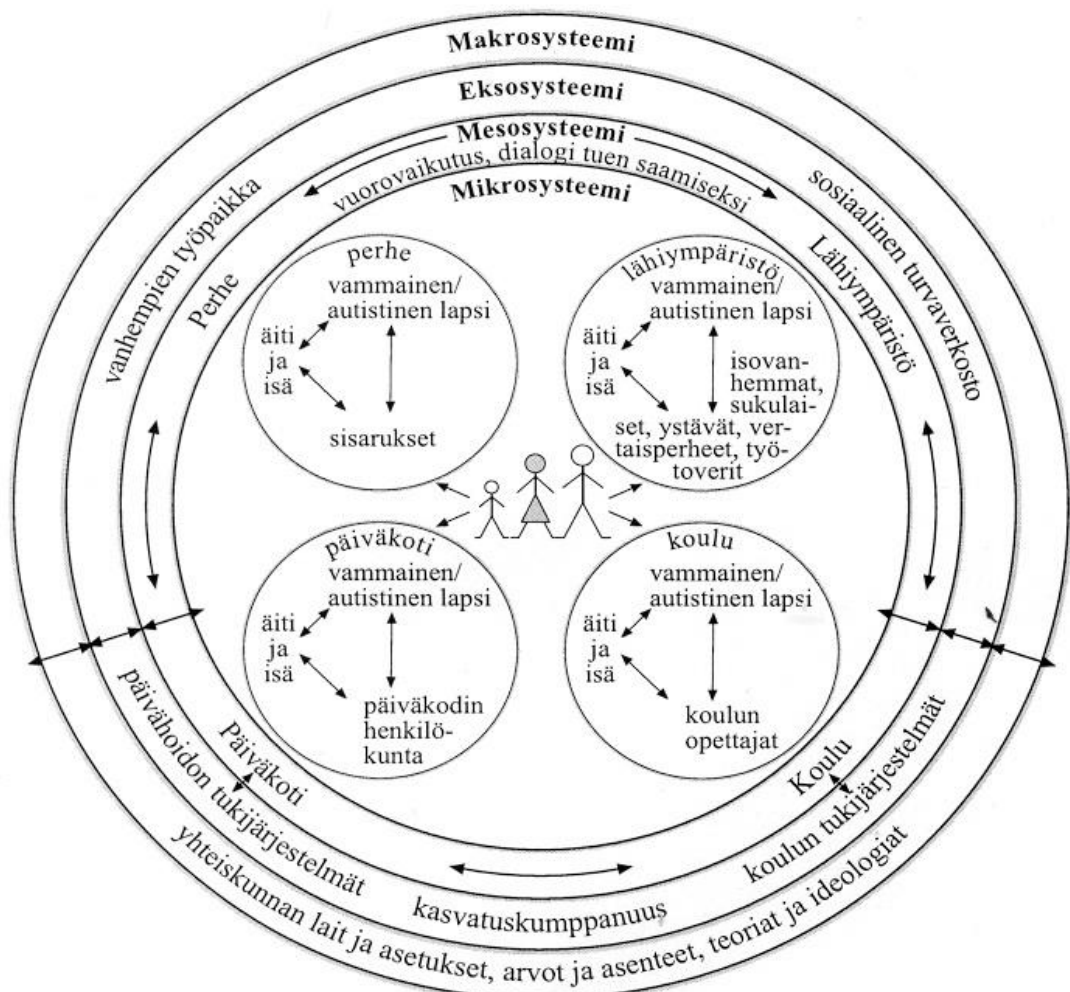 Makrosysteemi
Eksosysteemi
Mesosysteemi
vuorovaikutus, dialogi tuen saamiseksi
Mikrosysteemi
vanhempien työpaikka
sosiaalinen turvaverkosto
Perhe
Lähiympäristö
perhe
vammainen/
autistinen lapsi
äiti
ja
isä
sisarukset
lähiympäristö
vammainen/
autistinen lapsi
äiti
ja
isä
isovan-
hemmat,
sukulai-
set, ystävät, ver-
taisperheet, työ-
toverit
päiväkoti
vammainen/
autistinen lapsi
äiti
ja
isä
päiväkodin
henkilö-
kunta
koulu
vammainen/
autistinen lapsi
äiti
ja
isä
koulun
opettajat
Päiväkoti
Koulu
päivähoidon tukijärjestelmät
kasvatuskumppanuus
koulun tukijärjestelmät
yhteiskunnan lait ja asetukset, arvot ja asenteet, teoriat ja ideologiat